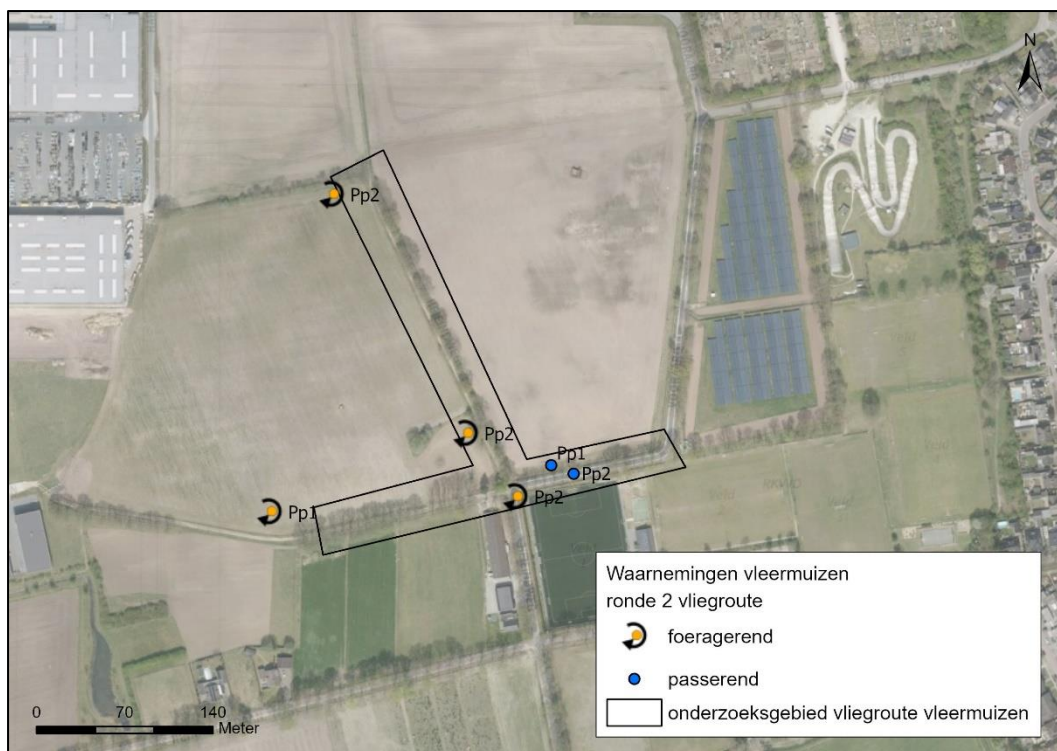 N
Pp2
Pp2
Pp1
Pp2
Pp2
Pp1
Waarnemingen vleermuizen
ronde 2 vliegroute
foeragerend
passerend
onderzoeksgebied vliegroute vleermuizen
0 70 140
Meter